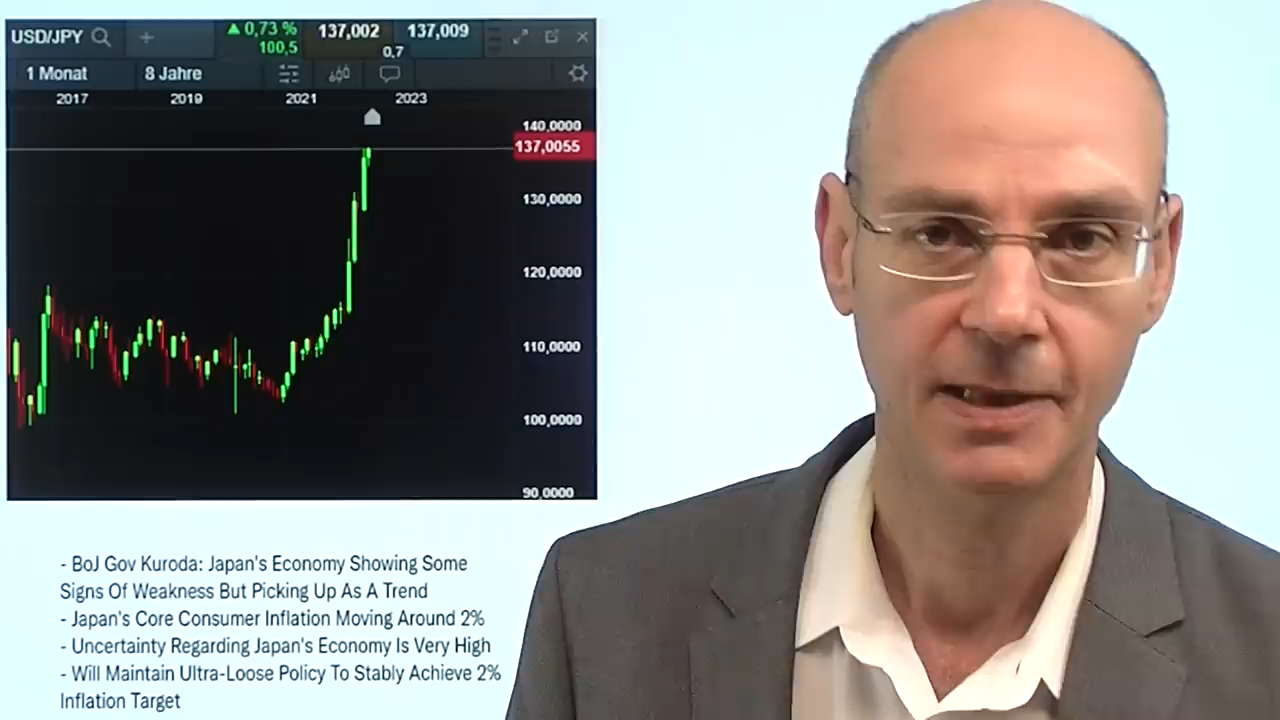 USD/JPY + ▲ 0,73 % 137,002 137,009
100,5 0,7
1 Monat 8 Jahre
2017 2019 2021 2023
140,0000
137,0055
130,0000
120,0000
110,0000
100,0000
90,0000
- BoJ Gov Kuroda: Japan's Economy Showing Some
Signs Of Weakness But Picking Up As A Trend
- Japan's Core Consumer Inflation Moving Around 2%
- Uncertainty Regarding Japan's Economy Is Very High
- Will Maintain Ultra-Loose Policy To Stably Achieve 2%
Inflation Target